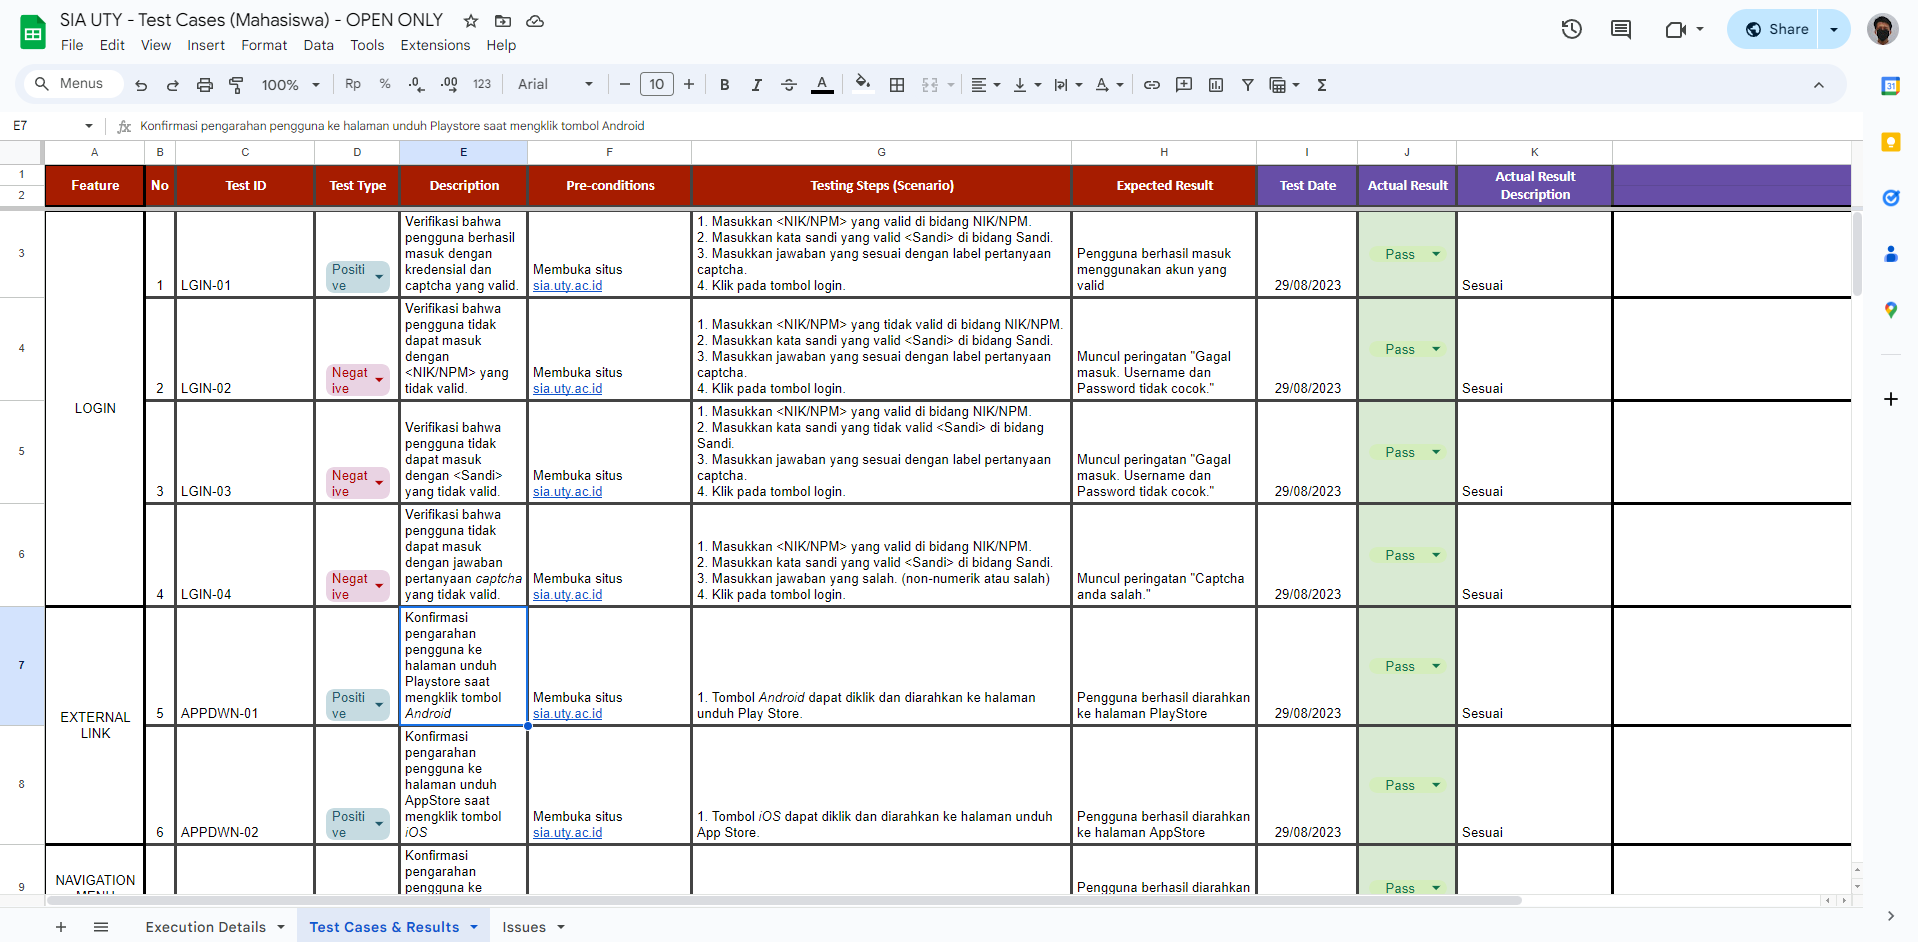 SIA UTY - Test Cases (Mahasiswa) - OPEN ONLY
File Edit View Insert Format Data Tools Extensions Help
Share
Menus
100%
Rp % .0 .00 123
Arial
10
E7
Konfirmasi pengarahan pengguna ke halaman unduh Playstore saat mengklik tombol Android
A B C D E F G H I J K
1
2
Feature No Test ID Test Type Description Pre-conditions Testing Steps (Scenario) Expected Result Test Date Actual Result Actual Result
Description
3
LOGIN
1
LGIN-01
Positi
ve
Verifikasi bahwa
pengguna berhasil
masuk dengan
kredensial dan
captcha yang valid.
Membuka situs
sia.uty.ac.id
1. Masukkan <NIK/NPM> yang valid di bidang NIK/NPM.
2. Masukkan kata sandi yang valid <Sandi> di bidang Sandi.
3. Masukkan jawaban yang sesuai dengan label pertanyaan
captcha.
4. Klik pada tombol login.
Pengguna berhasil masuk
menggunakan akun yang
valid
29/08/2023
Pass
Sesuai
4
2
LGIN-02
Negat
ive
Verifikasi bahwa
pengguna tidak
dapat masuk
dengan
<NIK/NPM> yang
tidak valid.
Membuka situs
sia.uty.ac.id
1. Masukkan <NIK/NPM> yang tidak valid di bidang NIK/NPM.
2. Masukkan kata sandi yang valid <Sandi> di bidang Sandi.
3. Masukkan jawaban yang sesuai dengan label pertanyaan
captcha.
4. Klik pada tombol login.
Muncul peringatan "Gagal
masuk. Username dan
Password tidak cocok."
29/08/2023
Pass
Sesuai
5
3
LGIN-03
Negat
ive
Verifikasi bahwa
pengguna tidak
dapat masuk
dengan <Sandi>
yang tidak valid.
Membuka situs
sia.uty.ac.id
1. Masukkan <NIK/NPM> yang valid di bidang NIK/NPM.
2. Masukkan kata sandi yang tidak valid <Sandi> di bidang
Sandi.
3. Masukkan jawaban yang sesuai dengan label pertanyaan
captcha.
4. Klik pada tombol login.
Muncul peringatan "Gagal
masuk. Username dan
Password tidak cocok."
29/08/2023
Pass
Sesuai
6
4
LGIN-04
Negat
ive
Verifikasi bahwa
pengguna tidak
dapat masuk
dengan jawaban
pertanyaan captcha
yang tidak valid.
Membuka situs
sia.uty.ac.id
1. Masukkan <NIK/NPM> yang valid di bidang NIK/NPM.
2. Masukkan kata sandi yang valid <Sandi> di bidang Sandi.
3. Masukkan jawaban yang salah. (non-numerik atau salah)
4. Klik pada tombol login.
Muncul peringatan "Captcha
anda salah."
29/08/2023
Pass
Sesuai
7
EXTERNAL
LINK
5
APPDWN-01
Positi
ve
Konfirmasi
pengarahan
pengguna ke
halaman unduh
Playstore saat
mengklik tombol
Android
Membuka situs
sia.uty.ac.id
1. Tombol Android dapat diklik dan diarahkan ke halaman
unduh Play Store.
Pengguna berhasil diarahkan
ke halaman PlayStore
29/08/2023
Pass
Sesuai
8
6
APPDWN-02
Positi
ve
Konfirmasi
pengarahan
pengguna ke
halaman unduh
AppStore saat
mengklik tombol
iOS
Membuka situs
sia.uty.ac.id
1. Tombol iOS dapat diklik dan diarahkan ke halaman unduh
App Store.
Pengguna berhasil diarahkan
ke halaman AppStore
29/08/2023
Pass
Sesuai
9
NAVIGATION
Konfirmasi
pengarahan
pengguna ke
Pengguna berhasil diarahkan
Pass
Execution Details Test Cases & Results Issues